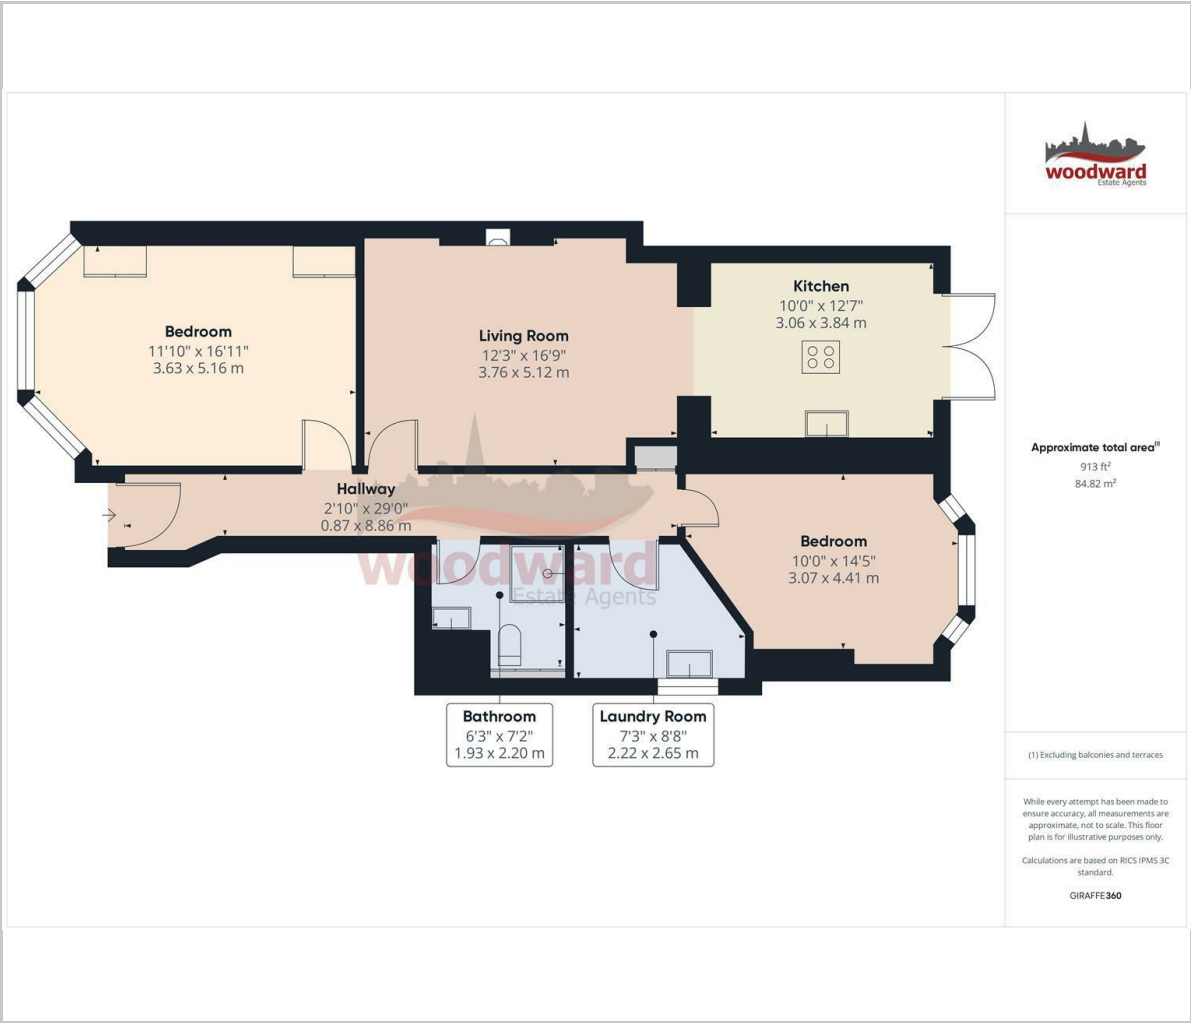 woodward
Estate Agents
Bedroom
11'10" x 16'11"
3.63 x 5.16 m
Living Room
12'3" x 16'9"
3.76 x 5.12 m
Kitchen
10'0" x 12'7"
3.06 x 3.84 m
Hallway
2'10" x 29'0"
0.87 x 8.86 m
Bedroom
10'0" x 14'5"
3.07 x 4.41 m
woodward
Estate Agents
Bathroom
6'3" x 7'2"
1.93 x 2.20 m
Laundry Room
7'3" x 8'8"
2.22 x 2.65 m
Approximate total area⁽¹⁾
913 ft²
84.82 m²
(1) Excluding balconies and terraces
While every attempt has been made to
ensure accuracy, all measurements are
approximate, not to scale. This floor
plan is for illustrative purposes only.
Calculations are based on RICS IPMS 3C
standard.
GIRAFFE360